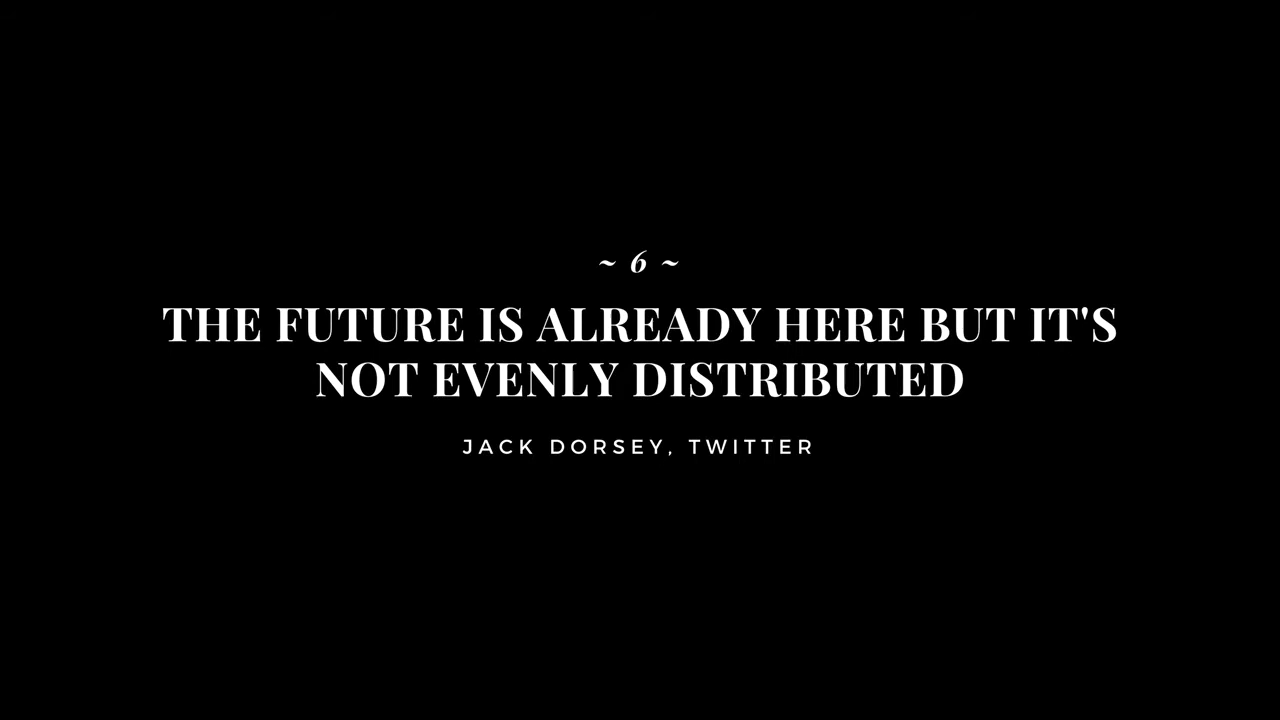 ~ 6 ~
THE FUTURE IS ALREADY HERE BUT IT'S
NOT EVENLY DISTRIBUTED
JACK DORSEY, TWITTER